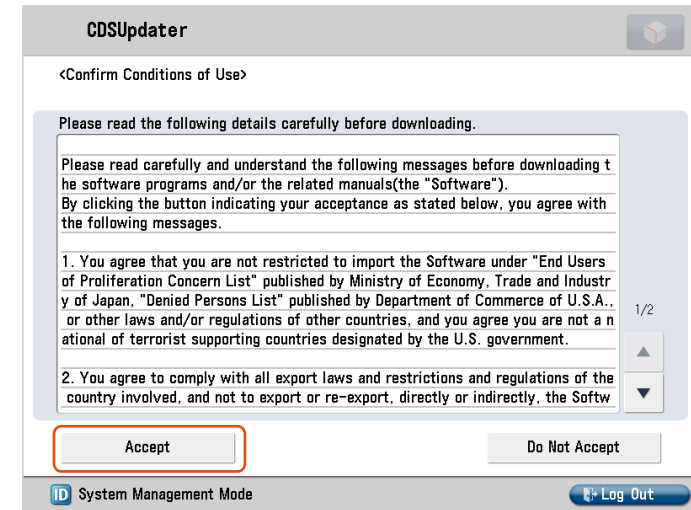 CDSUpdater
<Confirm Conditions of Use>
Please read the following details carefully before downloading.
Please read carefully and understand the following messages before downloading t
he software programs and/or the related manuals(the "Software").
By clicking the button indicating your acceptance as stated below, you agree with
the following messages.
1. You agree that you are not restricted to import the Software under "End Users
of Proliferation Concern List" published by Ministry of Economy, Trade and Industr
y of Japan, "Denied Persons List" published by Department of Commerce of U.S.A.,
or other laws and/or regulations of other countries, and you agree you are not a n
ational of terrorist supporting countries designated by the U.S. government.
2. You agree to comply with all export laws and restrictions and regulations of the
country involved, and not to export or re-export, directly or indirectly, the Softw
1/2
Accept
Do Not Accept
ID System Management Mode
Log Out